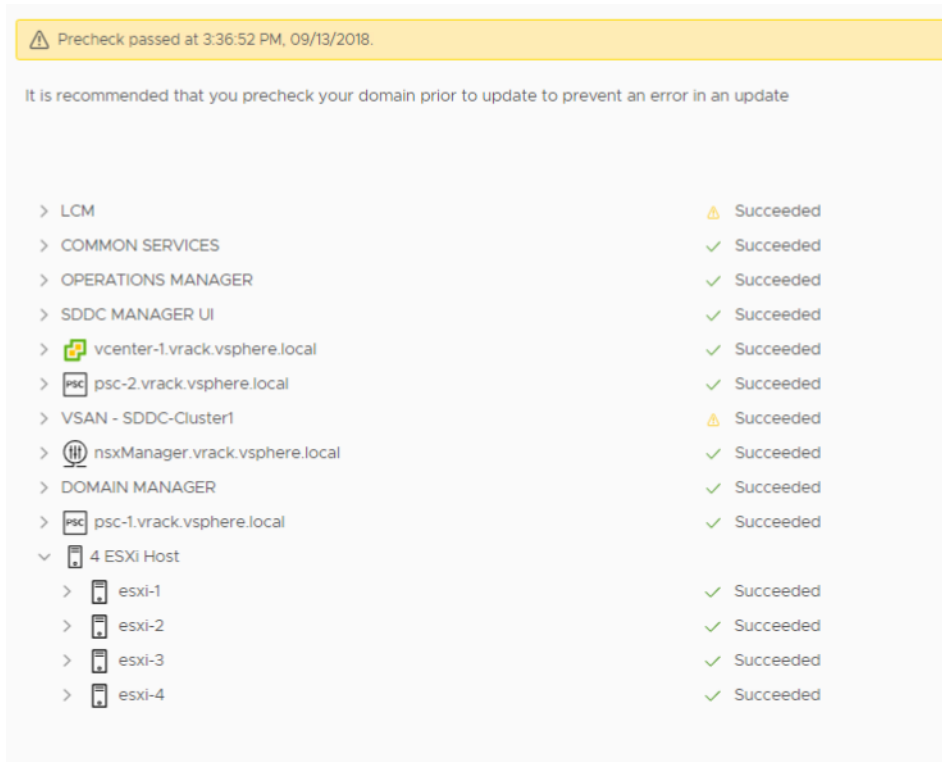 Precheck passed at 3:36:52 PM, 09/13/2018.
It is recommended that you precheck your domain prior to update to prevent an error in an update
LCM Succeeded
COMMON SERVICES Succeeded
OPERATIONS MANAGER Succeeded
SDDC MANAGER UI Succeeded
vcenter-1.vrack.vsphere.local Succeeded
PSC psc-2.vrack.vsphere.local Succeeded
VSAN - SDDC-Cluster1 Succeeded
nsxManager.vrack.vsphere.local Succeeded
DOMAIN MANAGER Succeeded
PSC psc-1.vrack.vsphere.local Succeeded
4 ESXi Host
esxi-1 Succeeded
esxi-2 Succeeded
esxi-3 Succeeded
esxi-4 Succeeded